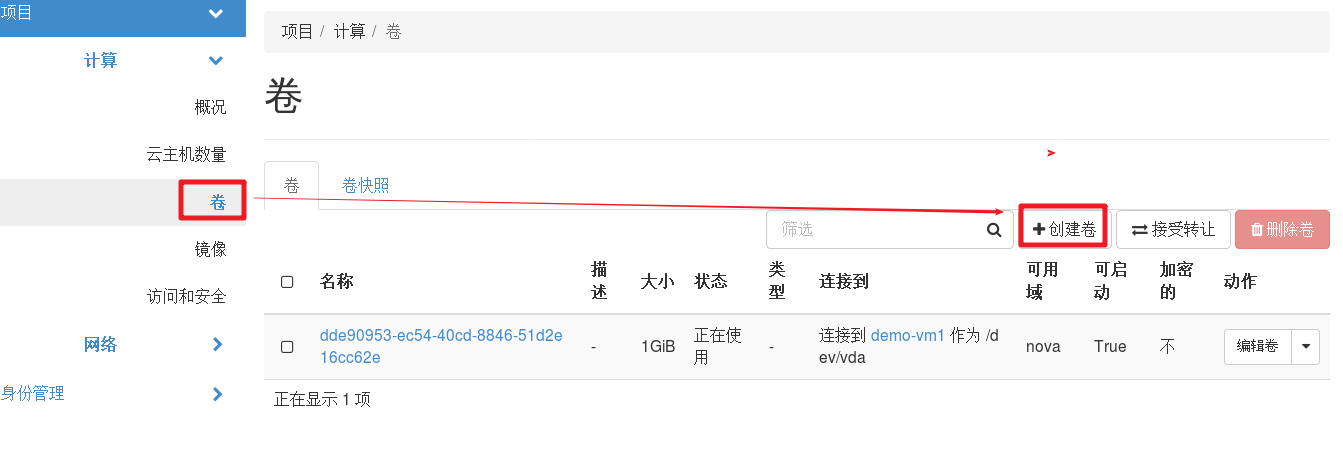 项目
计算
概况
云主机数量
卷
镜像
访问和安全
网络
身份管理
项目 / 计算 / 卷
卷
卷 卷快照
筛选 创建卷 接受转让 删除卷
名称 描述 大小 状态 类型 连接到 可用域 可启动 加密的 动作
dde90953-ec54-40cd-8846-51d2e
16cc62e
- 1GiB 正在使用 - 连接到 demo-vm1 作为 /d
ev/vda
nova True 不 编辑卷
正在显示 1 项